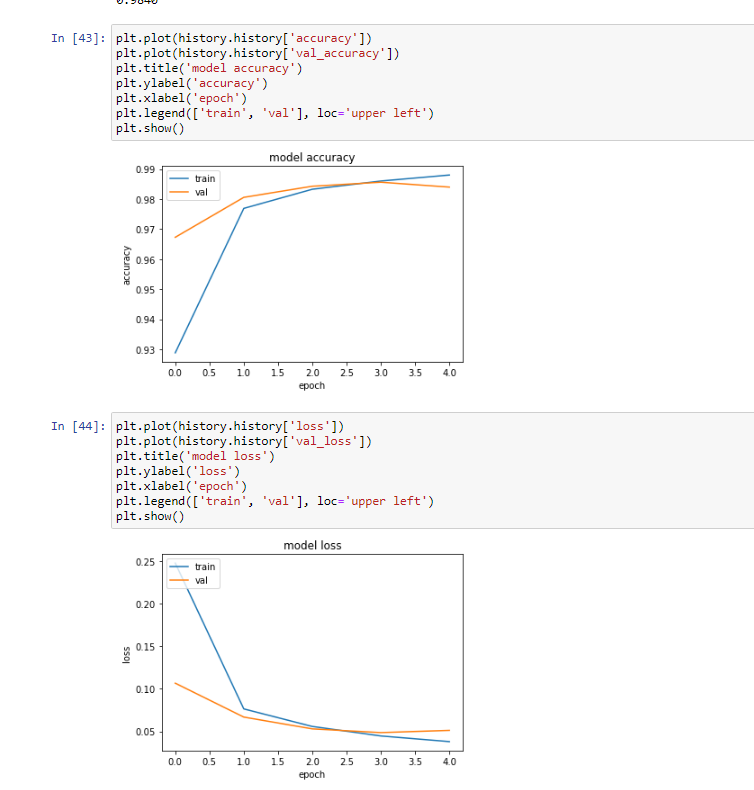 0.9840
In [43]: plt.plot(history.history['accuracy'])
plt.plot(history.history['val_accuracy'])
plt.title('model accuracy')
plt.ylabel('accuracy')
plt.xlabel('epoch')
plt.legend(['train', 'val'], loc='upper left')
plt.show()
model accuracy
train
val
0.99
0.98
0.97
0.96
0.95
0.94
0.93
accuracy
0.0 0.5 1.0 1.5 2.0 2.5 3.0 3.5 4.0
epoch
In [44]: plt.plot(history.history['loss'])
plt.plot(history.history['val_loss'])
plt.title('model loss')
plt.ylabel('loss')
plt.xlabel('epoch')
plt.legend(['train', 'val'], loc='upper left')
plt.show()
model loss
train
val
0.25
0.20
0.15
0.10
0.05
loss
0.0 0.5 1.0 1.5 2.0 2.5 3.0 3.5 4.0
epoch